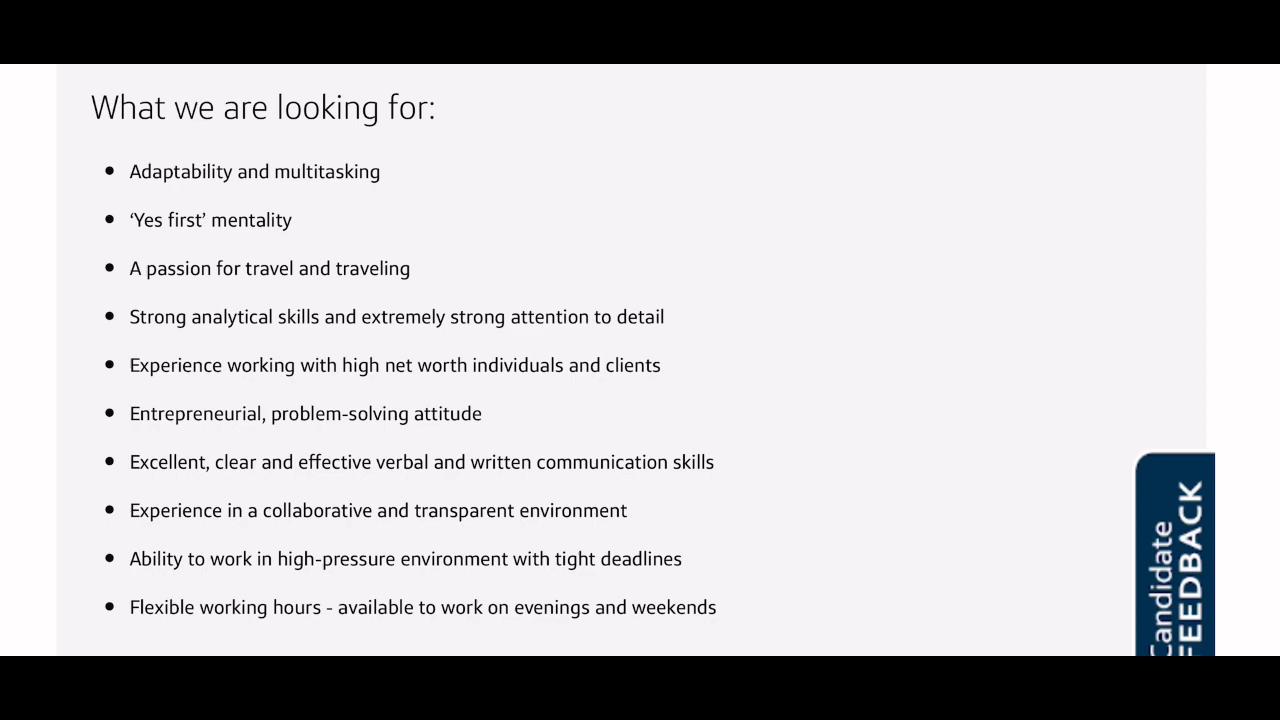 What we are looking for:
• Adaptability and multitasking
• ‘Yes first’ mentality
• A passion for travel and traveling
• Strong analytical skills and extremely strong attention to detail
• Experience working with high net worth individuals and clients
• Entrepreneurial, problem-solving attitude
• Excellent, clear and effective verbal and written communication skills
• Experience in a collaborative and transparent environment
• Ability to work in high-pressure environment with tight deadlines
• Flexible working hours - available to work on evenings and weekends
Candidate
FEEDBACK